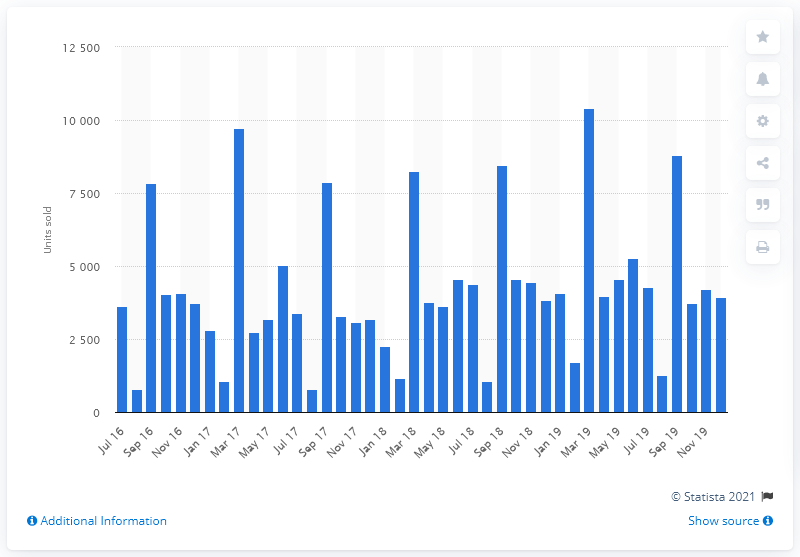 12 500
10 000
7 500
5 000
2 500
0
Units sold
Jul 16
Sep 16
Nov 16
Jan 17
Mar 17
May 17
Jul 17
Sep 17
Nov 17
Jan 18
Mar 18
May 18
Jul 18
Sep 18
Nov 18
Jan 19
Mar 19
May 19
Jul 19
Sep 19
Nov 19
© Statista 2021
Additional Information
Show source